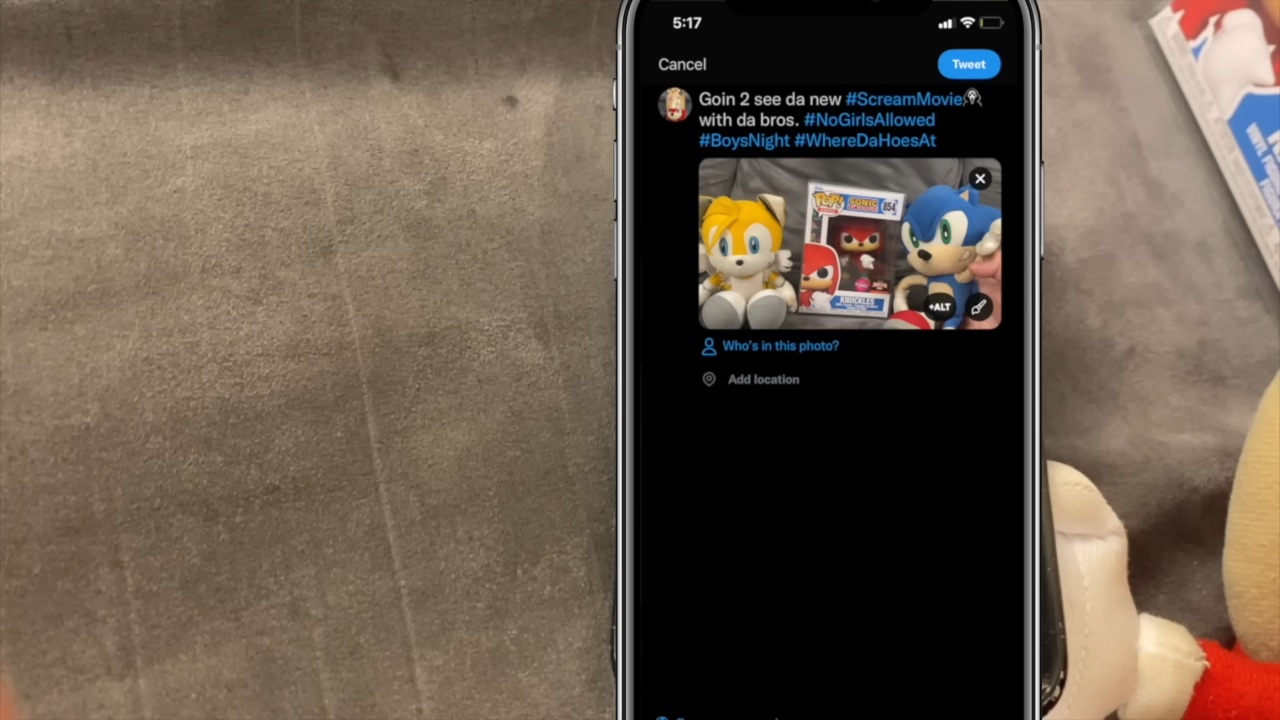 5:17
Cancel
Tweet
Goin 2 see da new #ScreamMovie
with da bros. #NoGirlsAllowed
#BoysNight #WhereDaHoesAt
POP!
SONIC
854
KNUCKLES
+ALT
Who's in this photo?
Add location